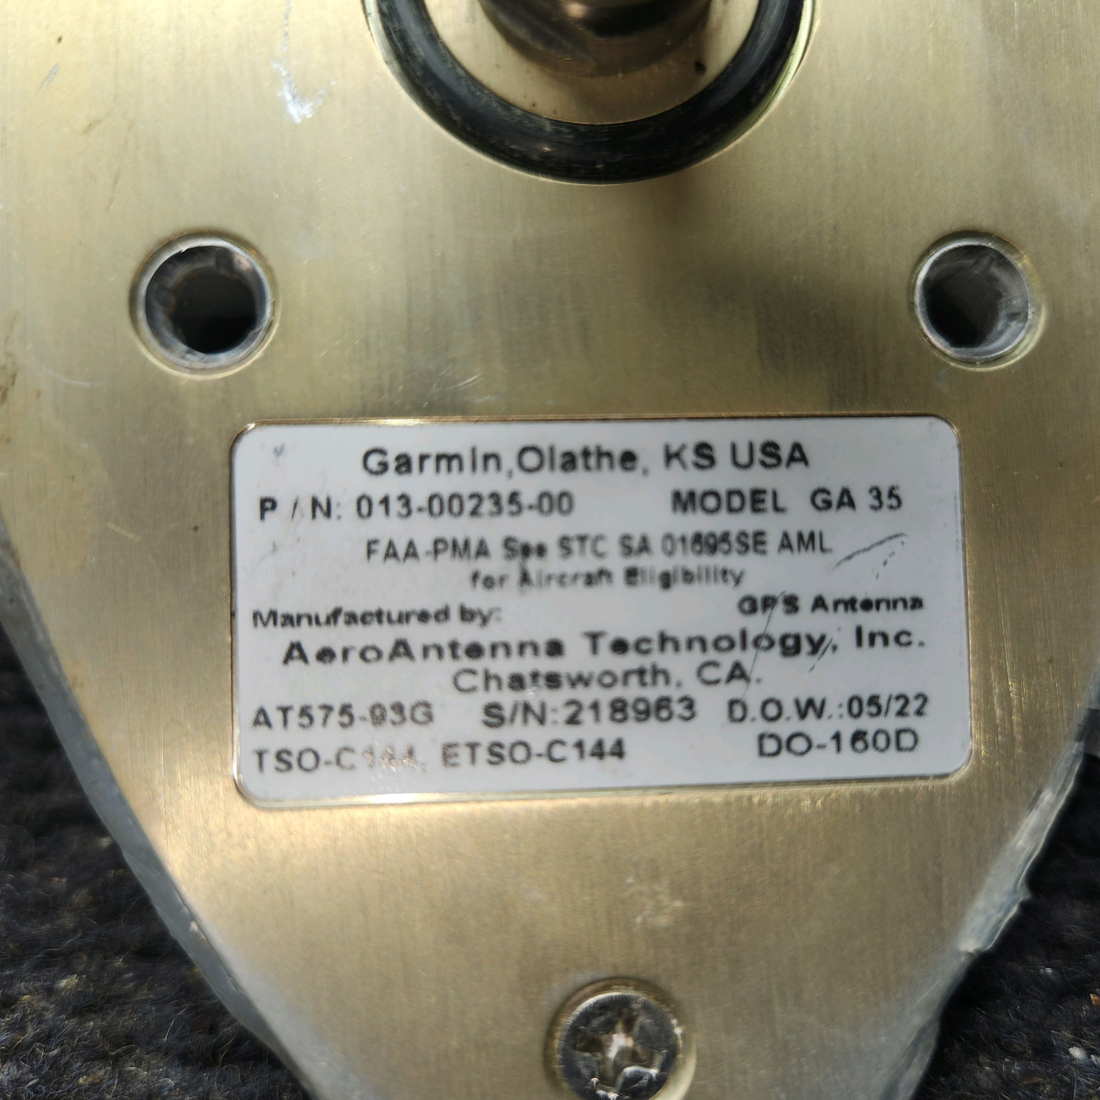 Garmin,Olathe, KS USA
P / N: 013-00235-00 MODEL GA 35
FAA-PMA See STC SA 01695SE AML
for Aircraft Eligibility
Manufactured by: GPS Antenna
AeroAntenna Technology, Inc.
Chatsworth, CA.
AT575-93G S/N:218963 D.O.W.:05/22
TSO-C144, ETSO-C144 DO-160D